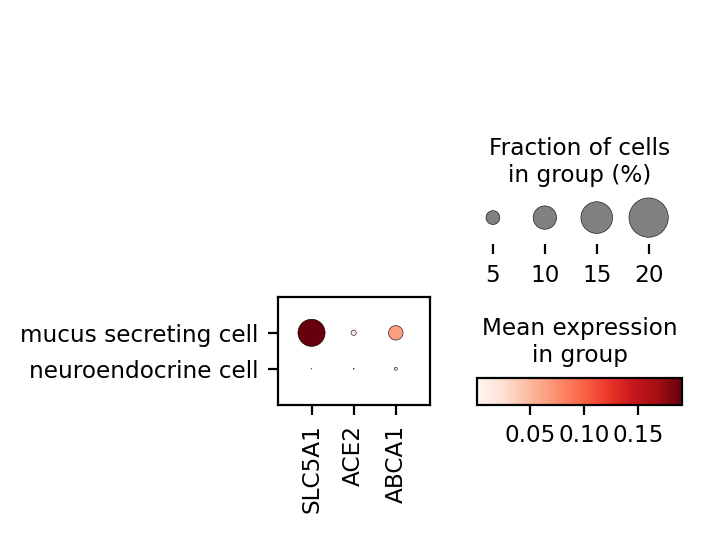 Fraction of cells
in group (%)
5 10 15 20
mucus secreting cell
neuroendocrine cell
SLC5A1 ACE2 ABCA1
Mean expression
in group
0.05 0.10 0.15